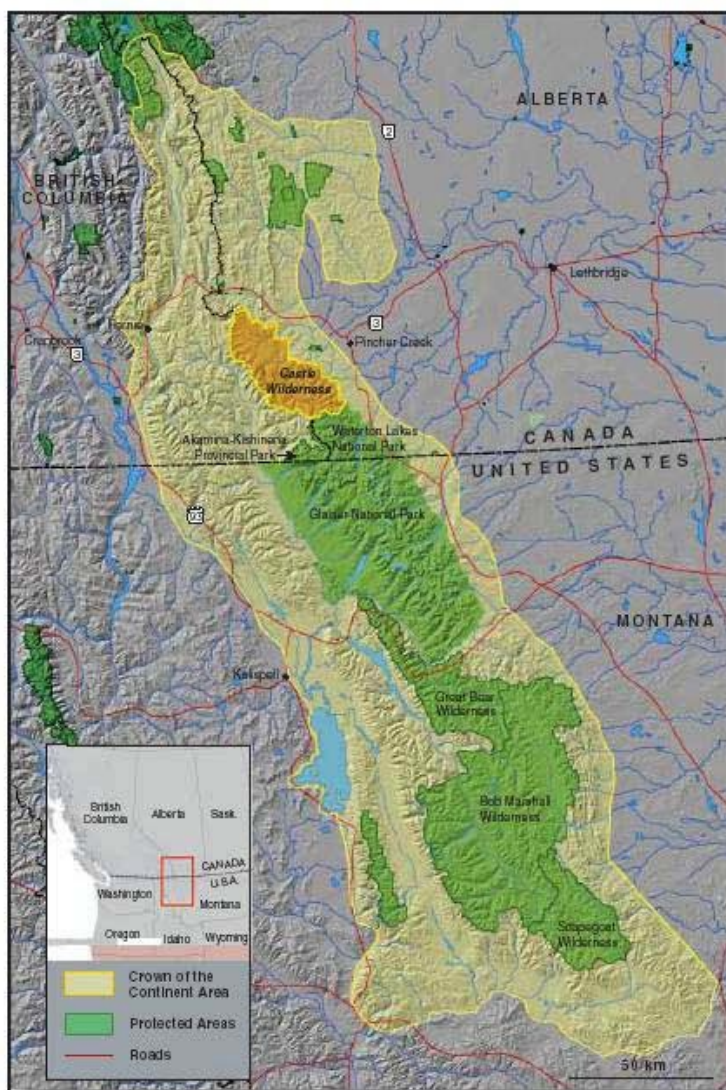 ALBERTA
2
BRITISH
COLUMBIA
Lethbridge
Fernie
3
Cranbrook
3
Pincher Creek
Castle
Wilderness
Waterton Lakes
National Park
Akamina-Kishinena
Provincial Park
CANADA
UNITED STATES
93
Glacier National Park
MONTANA
Kalispell
Great Bear
Wilderness
Bob Marshall
Wilderness
Scapegoat
Wilderness
British
Columbia
Alberta
Sask.
CANADA
U.S.A.
Washington
Montana
Oregon
Idaho
Wyoming
Crown of the
Continent Area
Protected Areas
Roads
50 km